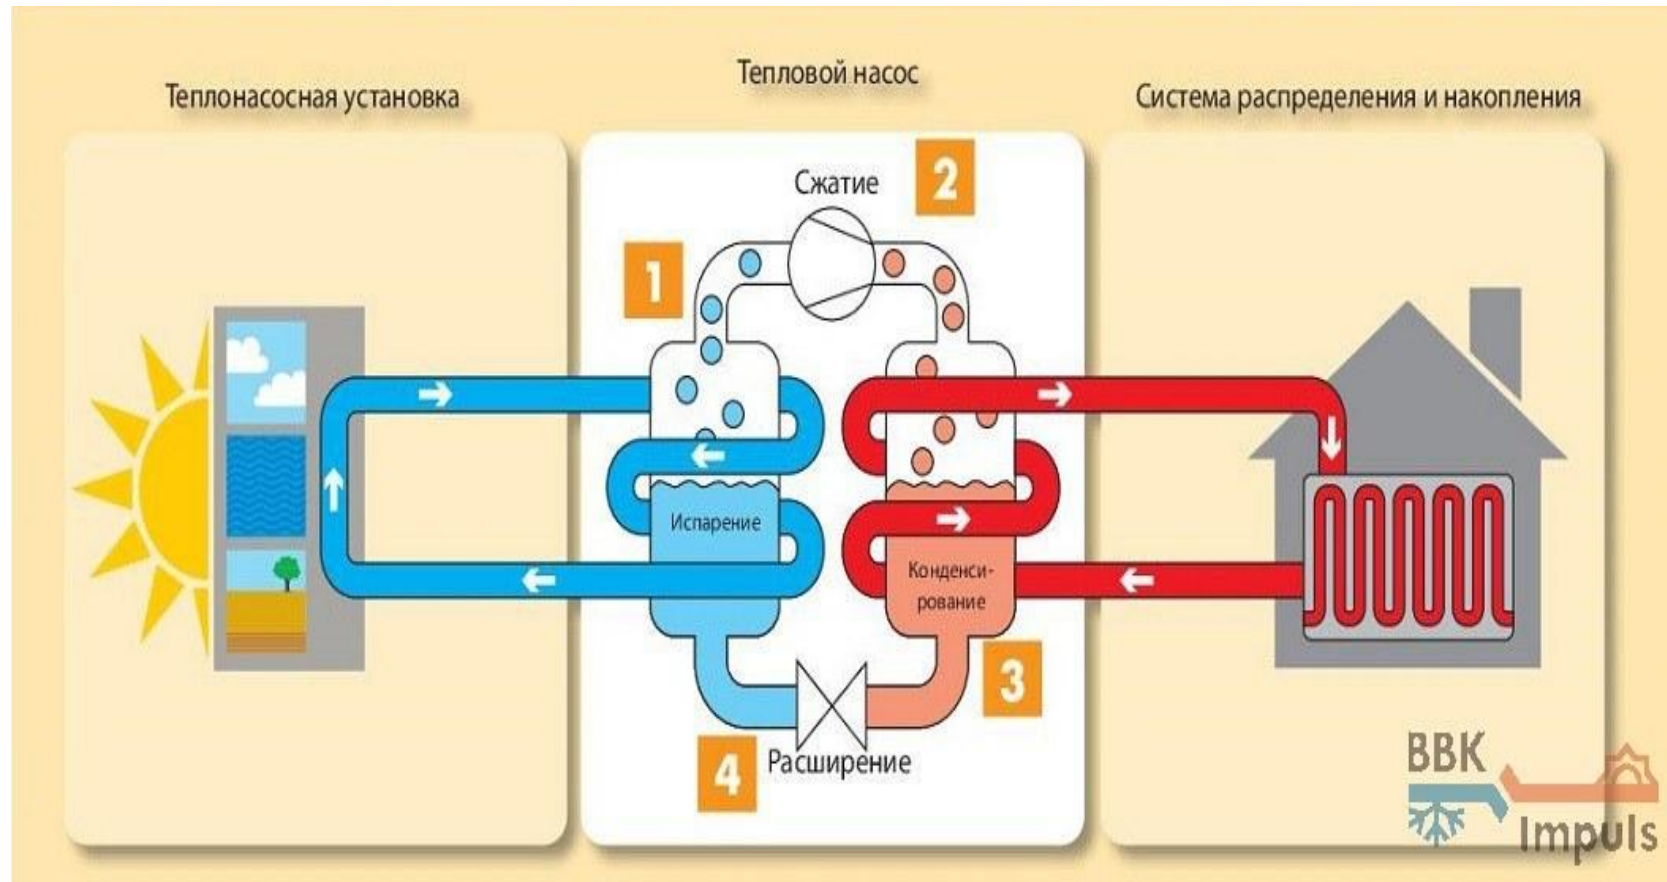 Тепловой насос
Теплонасосная установка
Система распределения и накопления
Сжатие
2
1
Испарение
Конденси-
рование
3
4
Расширение
BBK
Impuls